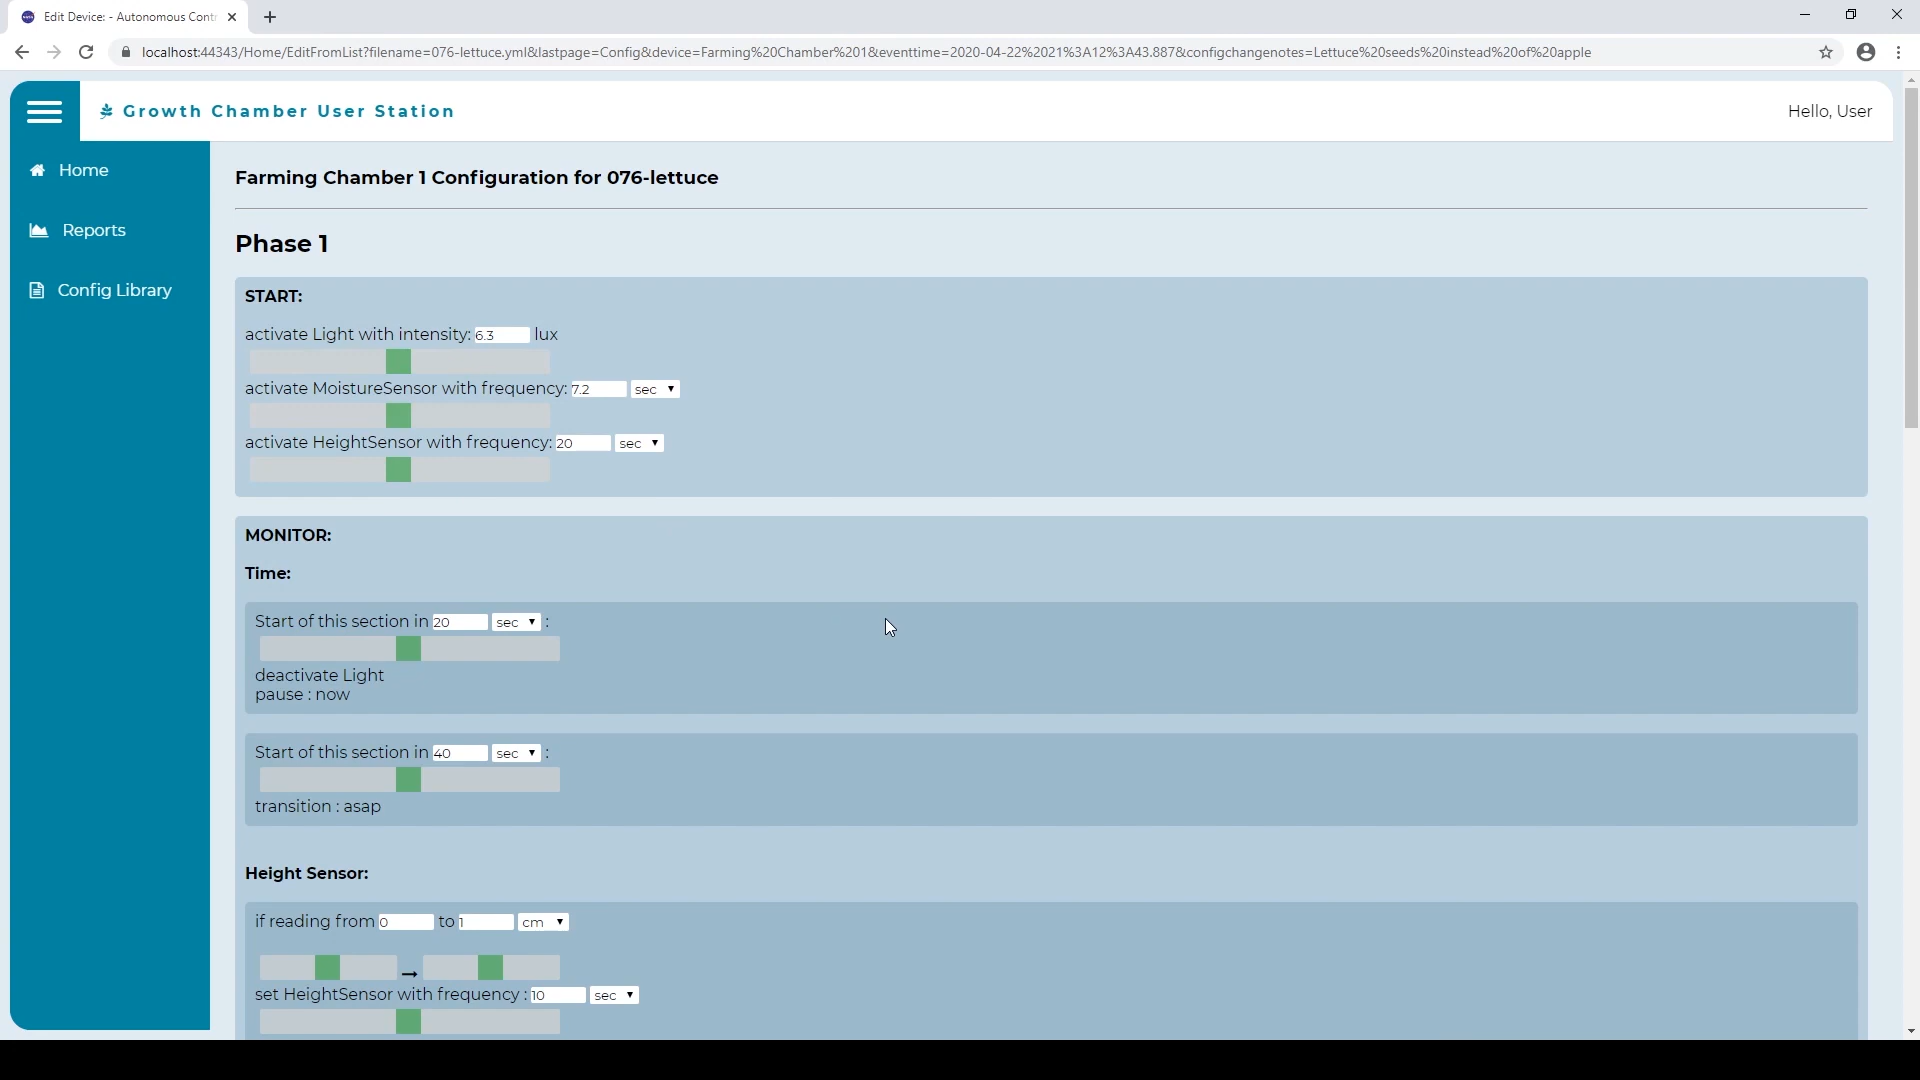 Edit Device: - Autonomous Cont
localhost:44343/Home/EditFromList?filename=076-lettuce.yml&lastpage=Config&device=Farming%20Chamber%201&eventtime=2020-04-22%2021%3A12%3A43.887&configchangenotes=Lettuce%20seeds%20instead%20of%20apple
Growth Chamber User Station
Hello, User
Home
Reports
Config Library
Farming Chamber 1 Configuration for 076-lettuce
Phase 1
START:
activate Light with intensity: 6.3 lux
activate MoistureSensor with frequency: 7.2 sec
activate HeightSensor with frequency: 20 sec
MONITOR:
Time:
Start of this section in 20 sec :
deactivate Light
pause : now
Start of this section in 40 sec :
transition : asap
Height Sensor:
if reading from 0 to 1 cm
set HeightSensor with frequency : 10 sec